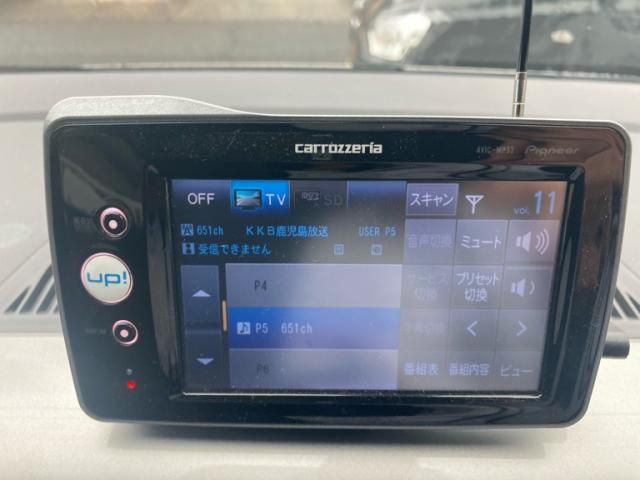 carrozzeria
AVIC-MP33 Pioneer
OFF TV SD スキャン vol. 11
651ch KKB鹿児島放送 USER P5
受信できません
音声切換 ミュート
P4
サービス切換 プリセット切換
P5 651ch
字幕切換 < >
P6
番組表 番組内容 ビュー
up!